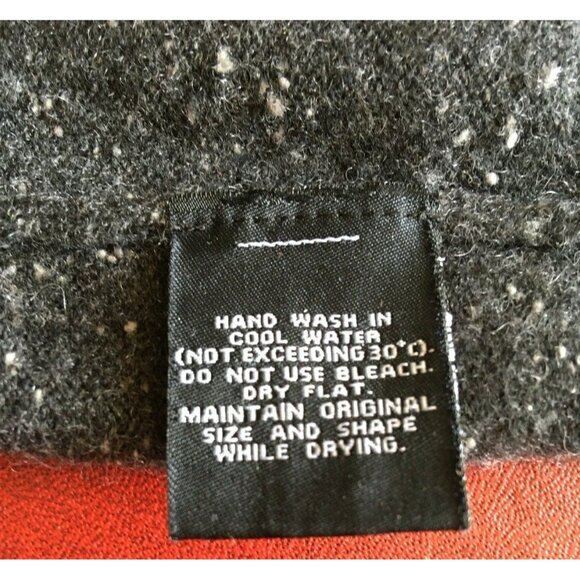 HAND WASH IN
COOL WATER
(NOT EXCEEDING 30°C).
DO NOT USE BLEACH.
DRY FLAT.
MAINTAIN ORIGINAL
SIZE AND SHAPE
WHILE DRYING.